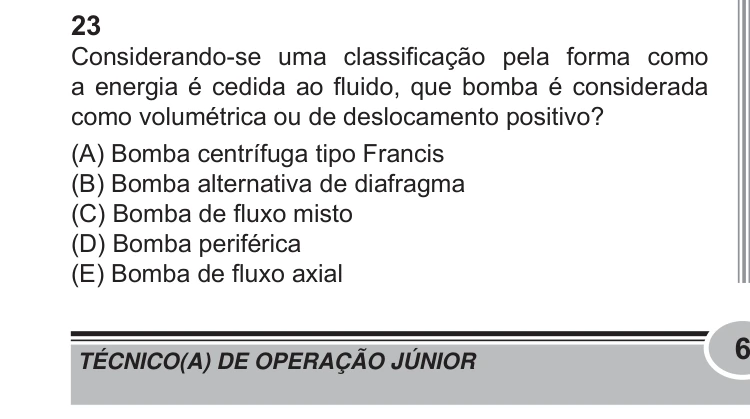 23
Considerando-se uma classificação pela forma como
a energia é cedida ao fluido, que bomba é considerada
como volumétrica ou de deslocamento positivo?
(A) Bomba centrífuga tipo Francis
(B) Bomba alternativa de diafragma
(C) Bomba de fluxo misto
(D) Bomba periférica
(E) Bomba de fluxo axial
TÉCNICO(A) DE OPERAÇÃO JÚNIOR
6